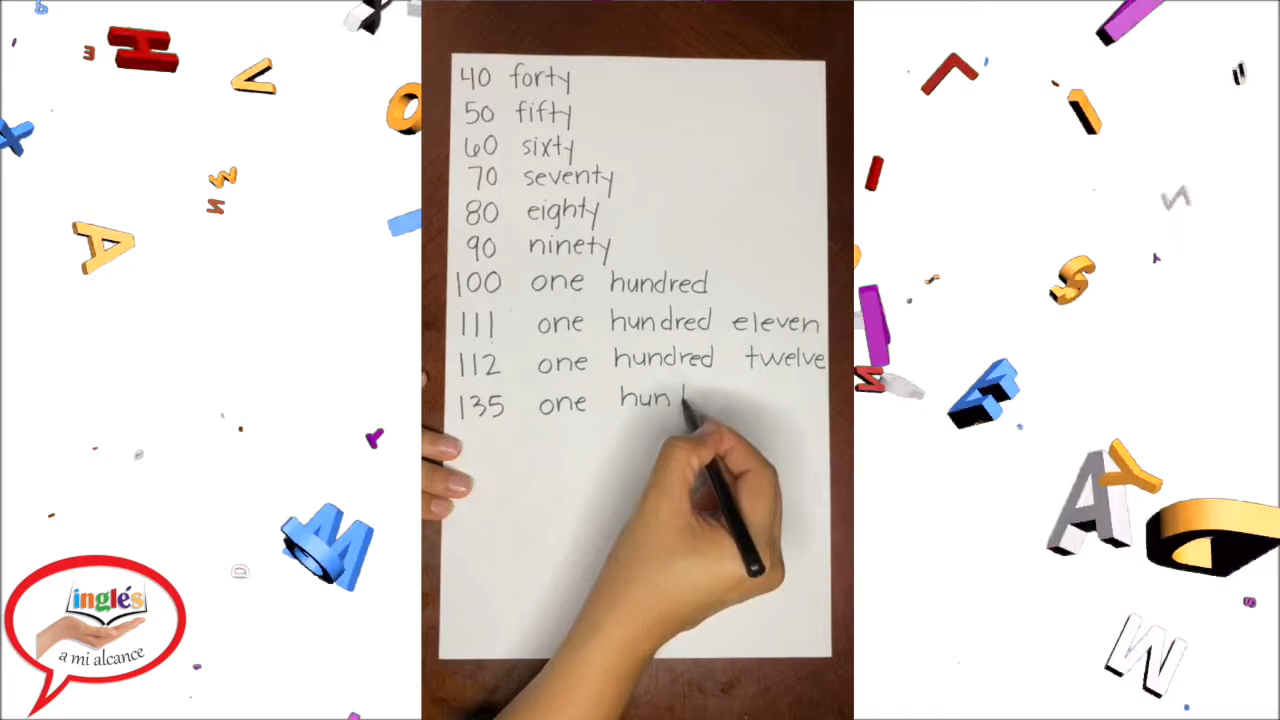 40 forty
50 fifty
60 sixty
70 seventy
80 eighty
90 ninety
100 one hundred
111 one hundred eleven
112 one hundred twelve
135 one hun
inglés
a mi alcance